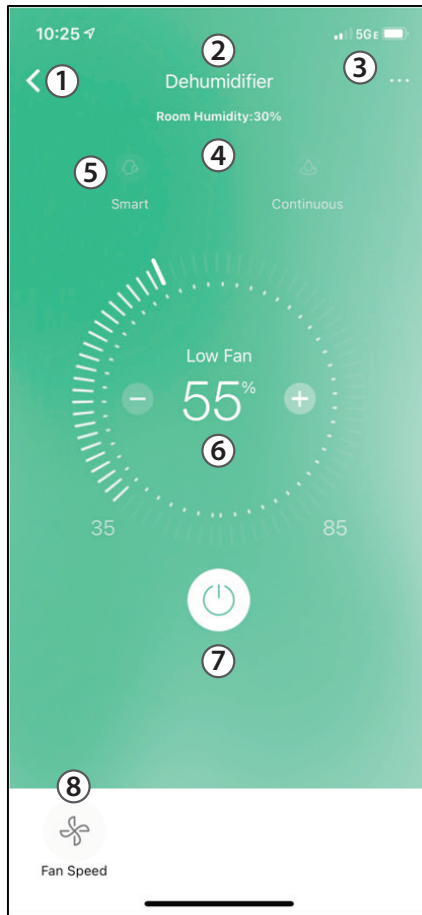 10:25 5GE
② 
① Dehumidifier ③ ...
Room Humidity:30%
④
⑤
Smart Continuous
Low Fan
− 55% +
⑥
35 85
⑦
⑧
Fan Speed